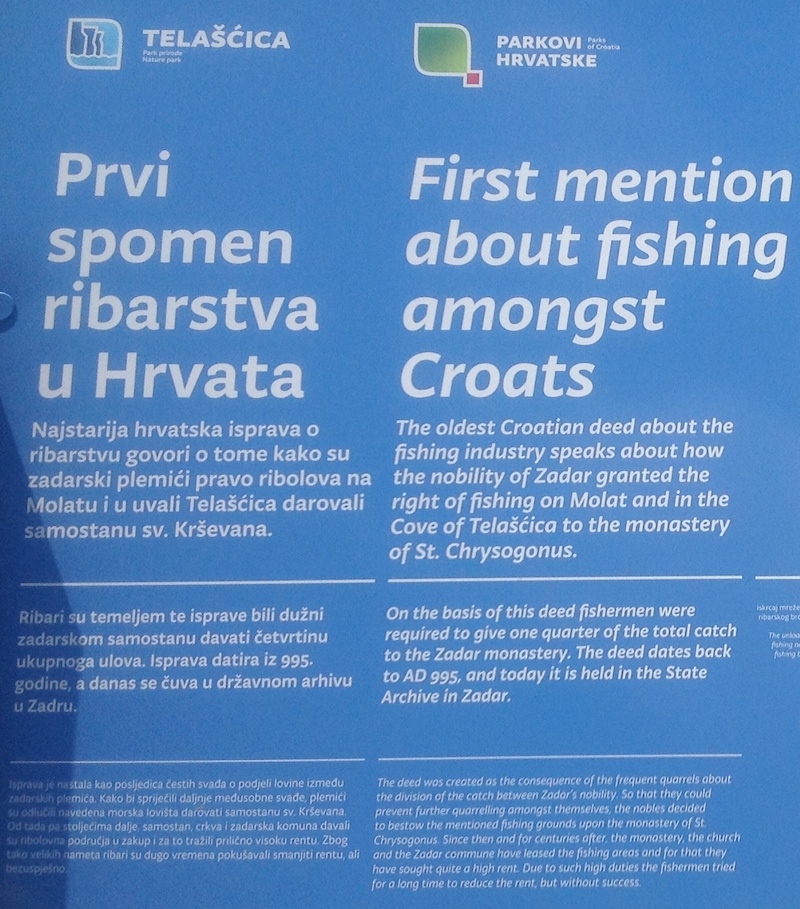 TELAŠĆICA
Park prirode
Nature park
PARKOVI
HRVATSKE
Parks
of Croatia
Prvi
spomen
ribarstva
u Hrvata
Najstarija hrvatska isprava o
ribarstvu govori o tome kako su
zadarski plemići pravo ribolova na
Molatu i u uvali Telašćica darovali
samostanu sv. Krševana.
Ribari su temeljem te isprave bili dužni
zadarskom samostanu davati četvrtinu
ukupnoga ulova. Isprava datira iz 995.
godine, a danas se čuva u državnom arhivu
u Zadru.
Isprava je nastala kao posljedica čestih svađa o podjeli lovine između
zadarskih plemića. Kako bi spriječili daljnje međusobne svađe, plemići
su odlučili navedena morska lovišta darovati samostanu sv. Krševana.
Od tada pa stoljećima dalje, samostan, crkva i zadarska komuna davali
su ribolovna područja u zakup i za to tražili prilično visoku rentu. Zbog
tako velikih nameta ribari su dugo vremena pokušavali smanjiti rentu, ali
bezuspješno.
First mention
about fishing
amongst
Croats
The oldest Croatian deed about the
fishing industry speaks about how
the nobility of Zadar granted the
right of fishing on Molat and in the
Cove of Telašćica to the monastery
of St. Chrysogonus.
On the basis of this deed fishermen were
required to give one quarter of the total catch
to the Zadar monastery. The deed dates back
to AD 995, and today it is held in the State
Archive in Zadar.
The deed was created as the consequence of the frequent quarrels about
the division of the catch between Zadar's nobility. So that they could
prevent further quarrelling amongst themselves, the nobles decided
to bestow the mentioned fishing grounds upon the monastery of St.
Chrysogonus. Since then and for centuries after, the monastery, the church
and the Zadar commune have leased the fishing areas and for that they
have sought quite a high rent. Due to such high duties the fishermen tried
for a long time to reduce the rent, but without success.
iskrcaj mreže
ribarskog
The
fishing
fishing